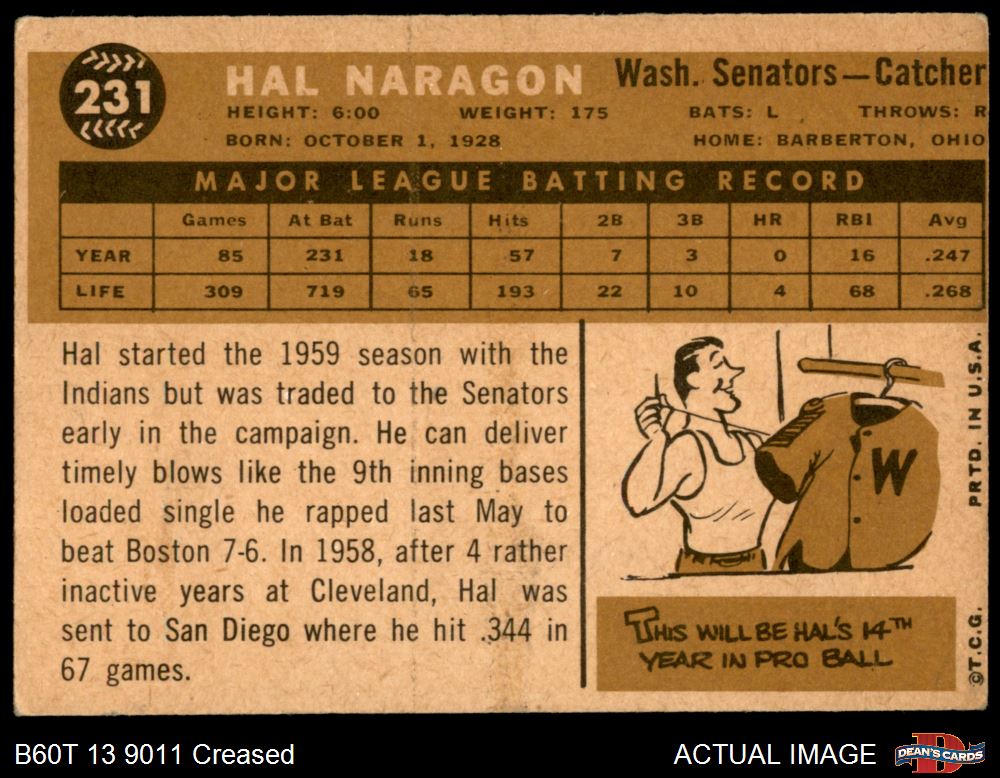 231
HAL NARAGON Wash. Senators—Catcher
HEIGHT: 6:00 WEIGHT: 175 BATS: L THROWS: R
BORN: OCTOBER 1, 1928 HOME: BARBERTON, OHIO
MAJOR LEAGUE BATTING RECORD
Games At Bat Runs Hits 2B 3B HR RBI Avg
YEAR 85 231 18 57 7 3 0 16 .247
LIFE 309 719 65 193 22 10 4 68 .268
Hal started the 1959 season with the
Indians but was traded to the Senators
early in the campaign. He can deliver
timely blows like the 9th inning bases
loaded single he rapped last May to
beat Boston 7-6. In 1958, after 4 rather
inactive years at Cleveland, Hal was
sent to San Diego where he hit .344 in
67 games.
W
THIS WILL BE HAL'S 14TH
YEAR IN PRO BALL
©T.C.G. PRTD. IN U.S.A.
B60T 13 9011 Creased
ACTUAL IMAGE
DEAN'S CARDS